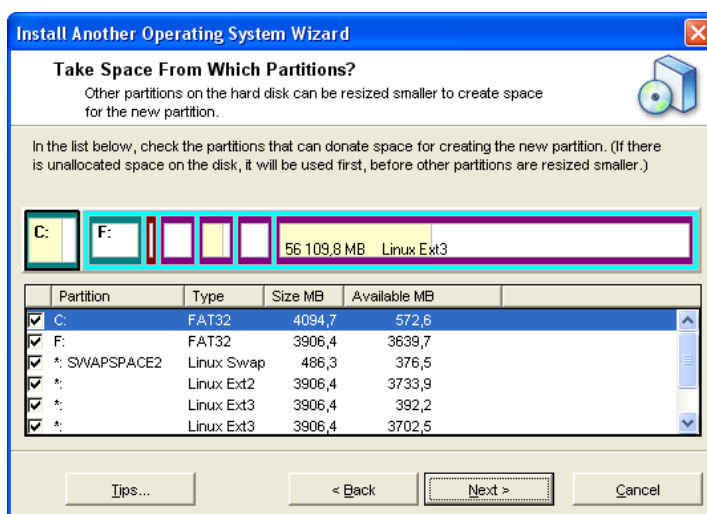 Install Another Operating System Wizard
Take Space From Which Partitions?
Other partitions on the hard disk can be resized smaller to create space
for the new partition.
In the list below, check the partitions that can donate space for creating the new partition. (If there
is unallocated space on the disk, it will be used first, before other partitions are resized smaller.)
C: F:
56 109,8 MB Linux Ext3
Partition Type Size MB Available MB
C: FAT32 4094,7 572,6
F: FAT32 3906,4 3639,7
*: SWAPSPACE2 Linux Swap 486,3 376,5
*: Linux Ext2 3906,4 3733,9
*: Linux Ext3 3906,4 392,2
*: Linux Ext3 3906,4 3702,5
Tips... < Back Next > Cancel